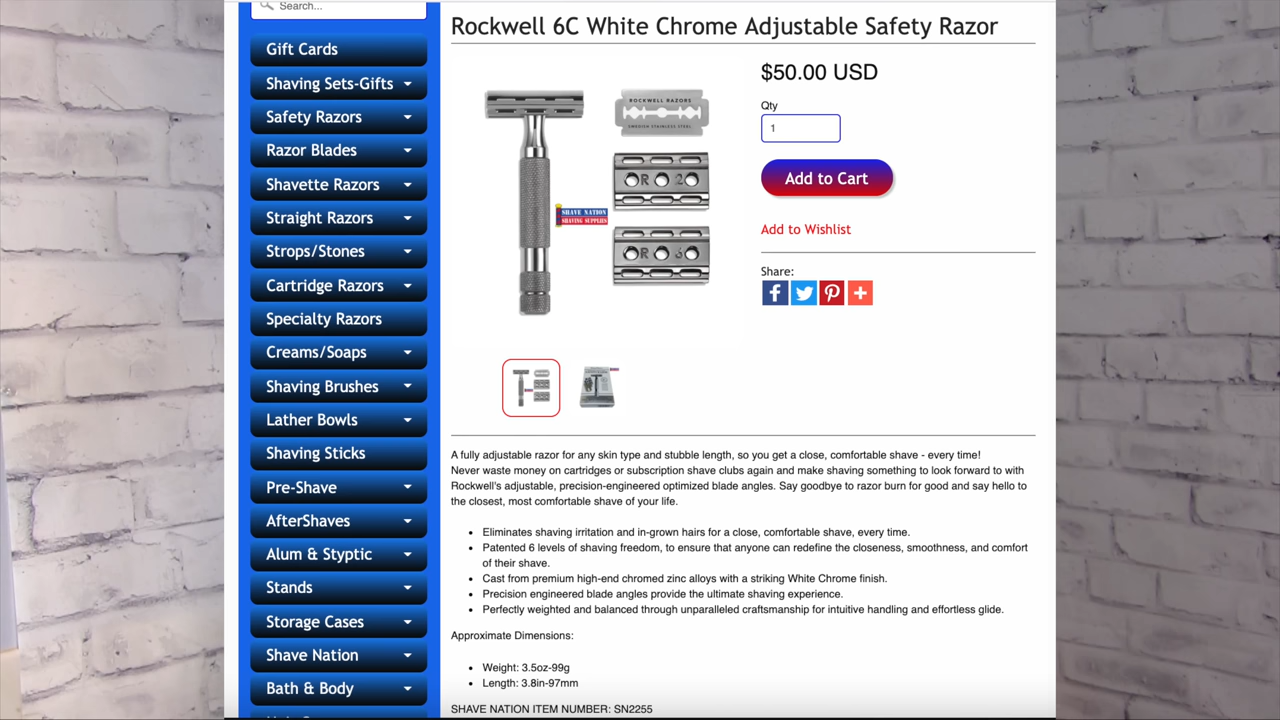 Search...
Gift Cards
Shaving Sets-Gifts
Safety Razors
Razor Blades
Shavette Razors
Straight Razors
Strops/Stones
Cartridge Razors
Specialty Razors
Creams/Soaps
Shaving Brushes
Lather Bowls
Shaving Sticks
Pre-Shave
AfterShaves
Alum & Styptic
Stands
Storage Cases
Shave Nation
Bath & Body
Rockwell 6C White Chrome Adjustable Safety Razor
ROCKWELL RAZORS
SWEDISH STAINLESS STEEL
R 2
SHAVE NATION
SHAVING SUPPLIES
R
$50.00 USD
Qty
1
Add to Cart
Add to Wishlist
Share:
A fully adjustable razor for any skin type and stubble length, so you get a close, comfortable shave - every time!
Never waste money on cartridges or subscription shave clubs again and make shaving something to look forward to with
Rockwell's adjustable, precision-engineered optimized blade angles. Say goodbye to razor burn for good and say hello to
the closest, most comfortable shave of your life.
• Eliminates shaving irritation and in-grown hairs for a close, comfortable shave, every time.
• Patented 6 levels of shaving freedom, to ensure that anyone can redefine the closeness, smoothness, and comfort
of their shave.
• Cast from premium high-end chromed zinc alloys with a striking White Chrome finish.
• Precision engineered blade angles provide the ultimate shaving experience.
• Perfectly weighted and balanced through unparalleled craftsmanship for intuitive handling and effortless glide.
Approximate Dimensions:
• Weight: 3.5oz-99g
• Length: 3.8in-97mm
SHAVE NATION ITEM NUMBER: SN2255